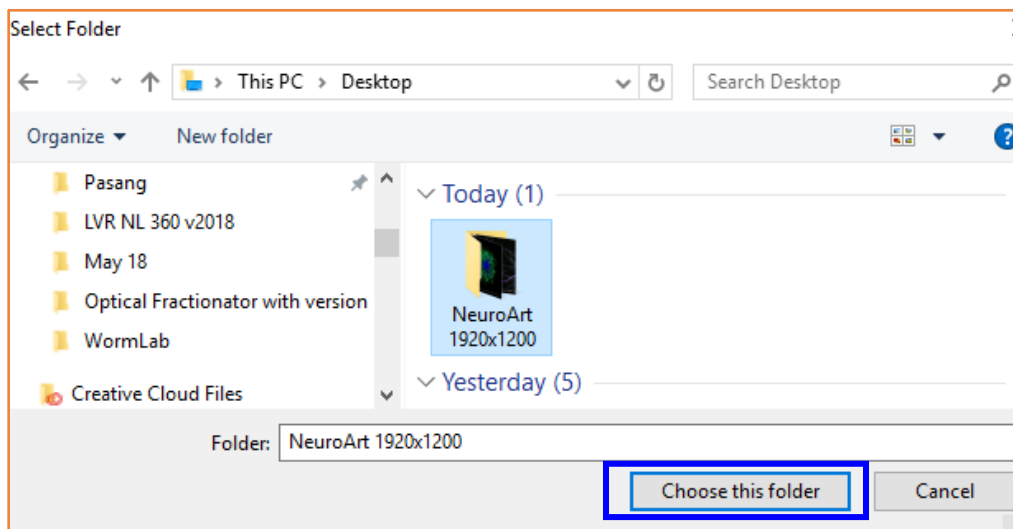 Select Folder
This PC > Desktop
Search Desktop
Organize
New folder
Pasang
LVR NL 360 v2018
May 18
Optical Fractionator with version
WormLab
Creative Cloud Files
Today (1)
NeuroArt
1920x1200
Yesterday (5)
Folder: NeuroArt 1920x1200
Choose this folder
Cancel